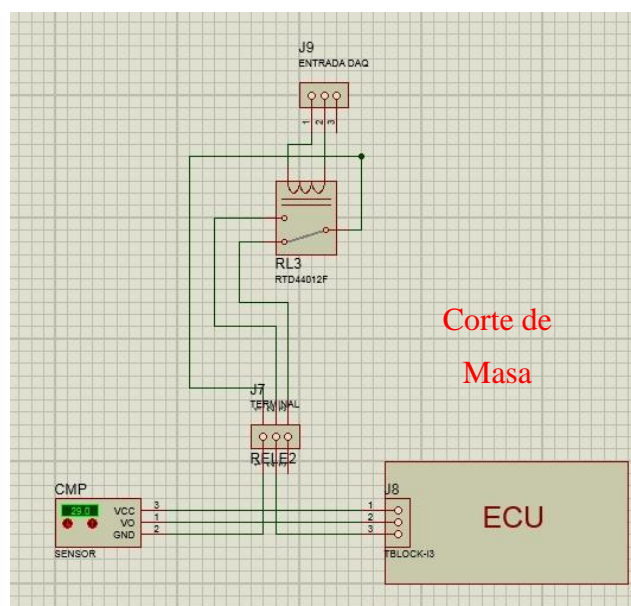 J9
ENTRADA DAQ
1 2 3
RL3
RTD44012F
Corte de
Masa
J7
TERMINAL
RELE2
CMP
29.0
VCC 3
VO 1
GND 2
SENSOR
J8
1
2
3
ECU
TBLOCK-I3